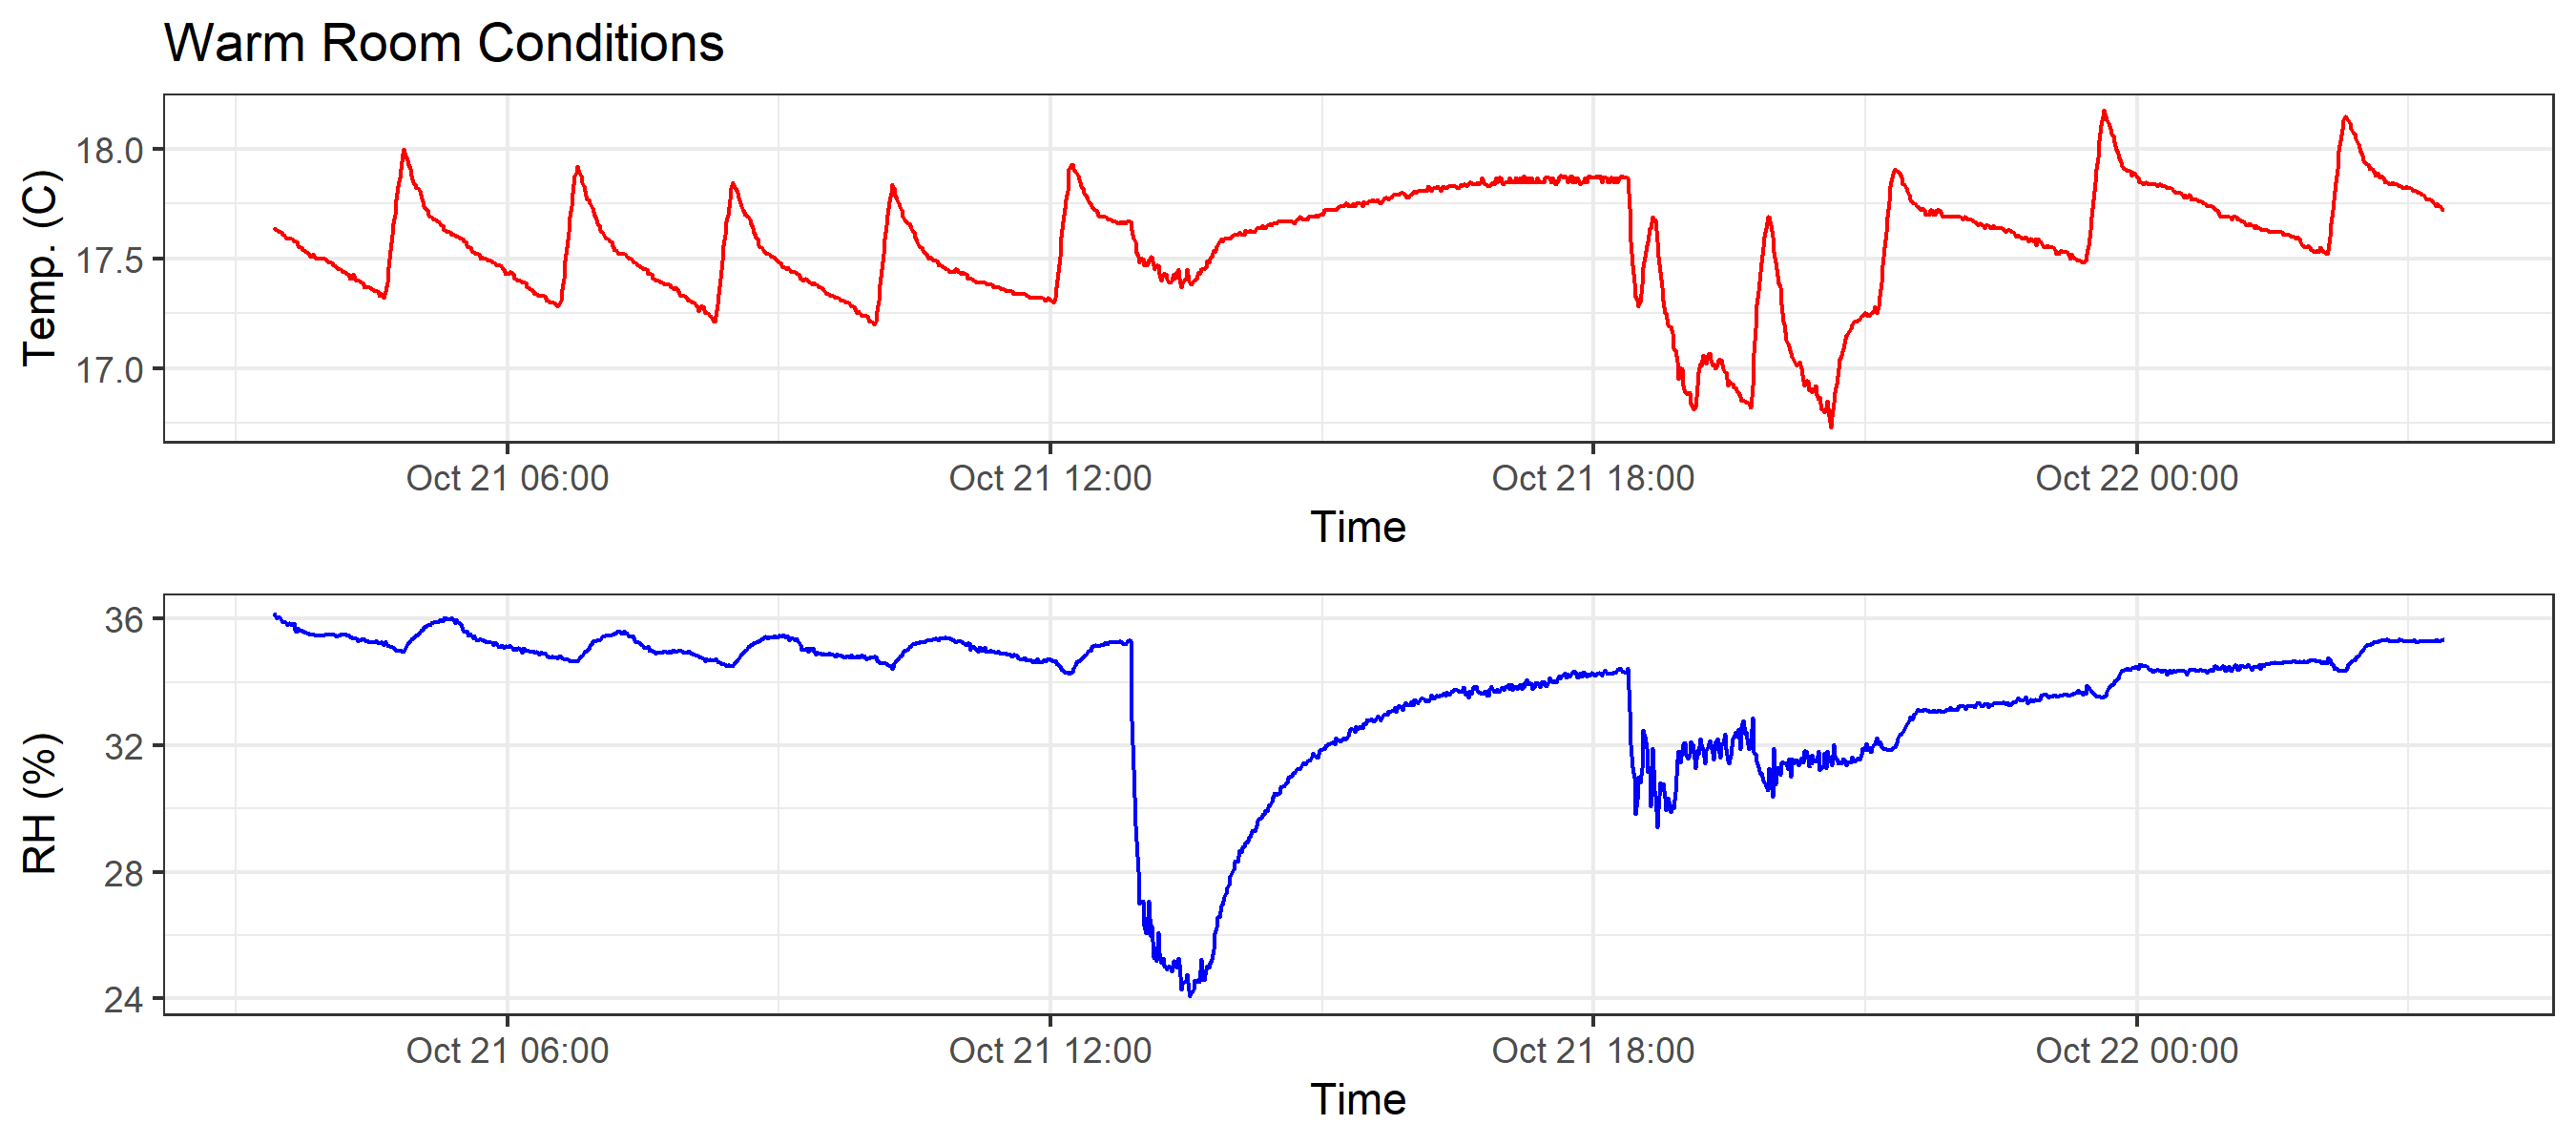 Warm Room Conditions
Temp. (C)
18.0
17.5
17.0
Oct 21 06:00 Oct 21 12:00 Oct 21 18:00 Oct 22 00:00
Time
RH (%)
36
32
28
24
Oct 21 06:00 Oct 21 12:00 Oct 21 18:00 Oct 22 00:00
Time